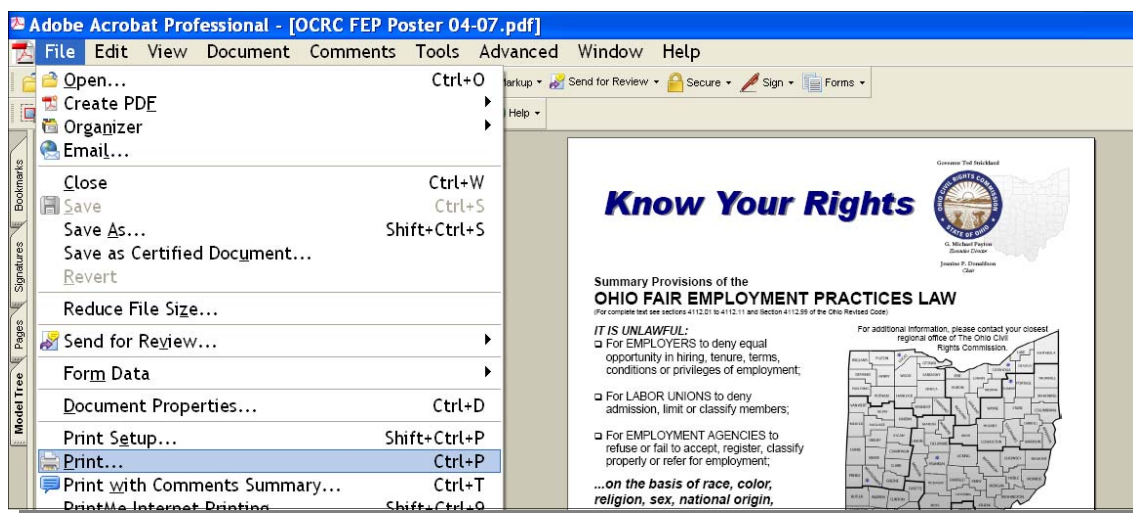 Adobe Acrobat Professional - [OCRC FEP Poster 04-07.pdf]
File Edit View Document Comments Tools Advanced Window Help
Open... Ctrl+O
Markup Send for Review Secure Sign Forms
Create PDF
Help
Organizer
Email...
Close Ctrl+W
Save Ctrl+S
Save As... Shift+Ctrl+S
Save as Certified Document...
Revert
Reduce File Size...
Send for Review...
Form Data
Document Properties... Ctrl+D
Print Setup... Shift+Ctrl+P
Print... Ctrl+P
Print with Comments Summary... Ctrl+T
PrintMe Internet Printing Shift+Ctrl+9
Bookmarks
Signatures
Pages
Model Tree
Governor Ted Strickland
Know Your Rights
OHIO CIVIL RIGHTS COMMISSION
STATE OF OHIO
G. Michael Payton
Executive Director
Jeanine P. Donaldson
Chair
Summary Provisions of the
OHIO FAIR EMPLOYMENT PRACTICES LAW
(For complete text see sections 4112.01 to 4112.11 and Section 4112.99 of the Ohio Revised Code)
IT IS UNLAWFUL:
For EMPLOYERS to deny equal
opportunity in hiring, tenure, terms,
conditions or privileges of employment;
For LABOR UNIONS to deny
admission, limit or classify members;
For EMPLOYMENT AGENCIES to
refuse or fail to accept, register, classify
properly or refer for employment;
...on the basis of race, color,
religion, sex, national origin,
For additional information, please contact your closest
regional office of The Ohio Civil
Rights Commission.